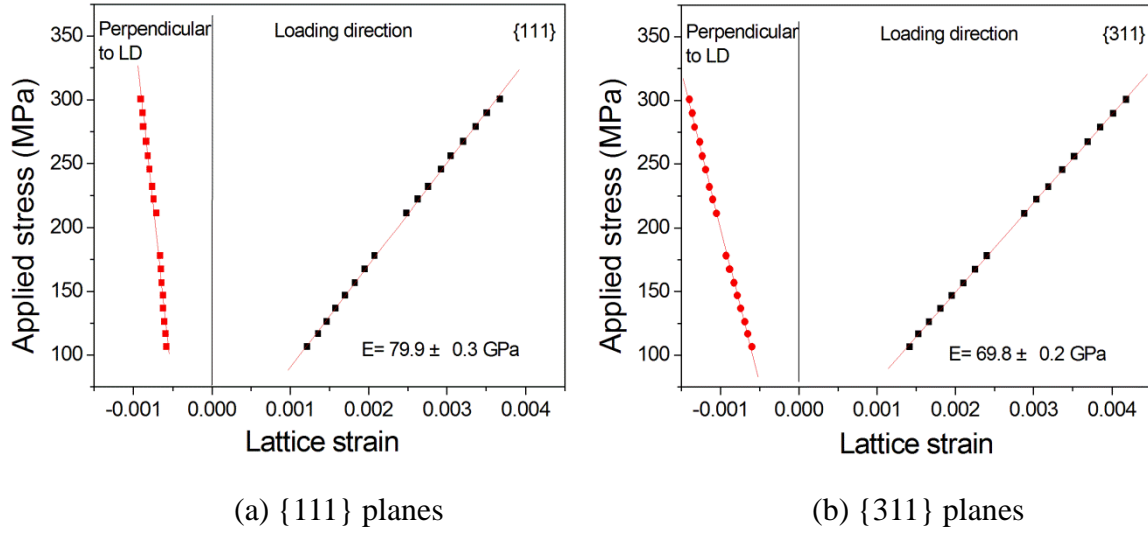 Perpendicular
to LD
Loading direction
{111}
350
300
250
200
150
100
Applied stress (MPa)
E= 79.9 ± 0.3 GPa
-0.001 0.000 0.001 0.002 0.003 0.004
Lattice strain
(a) {111} planes
Perpendicular
to LD
Loading direction
{311}
350
300
250
200
150
100
Applied stress (MPa)
E= 69.8 ± 0.2 GPa
-0.001 0.000 0.001 0.002 0.003 0.004
Lattice strain
(b) {311} planes